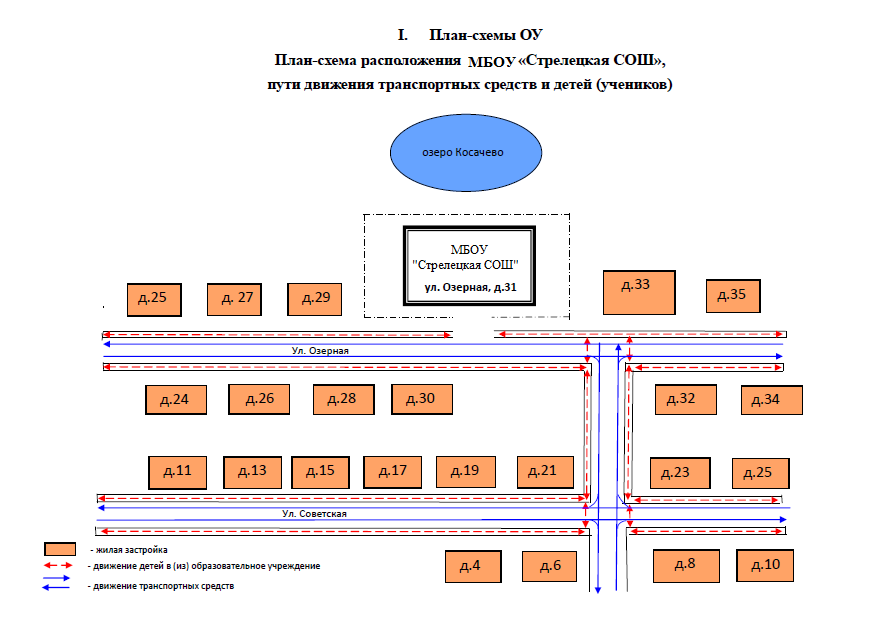 I. План-схемы ОУ
План-схема расположения МБОУ «Стрелецкая СОШ»,
пути движения транспортных средств и детей (учеников)
озеро Косачево
МБОУ
"Стрелецкая СОШ"
ул. Озерная, д.31
д.25
д. 27
д.29
д.33
д.35
Ул. Озерная
д.24
д.26
д.28
д.30
д.32
д.34
д.11
д.13
д.15
д.17
д.19
д.21
д.23
д.25
Ул. Советская
д.4
д.6
д.8
д.10
- жилая застройка
- движение детей в (из) образовательное учреждение
- движение транспортных средств